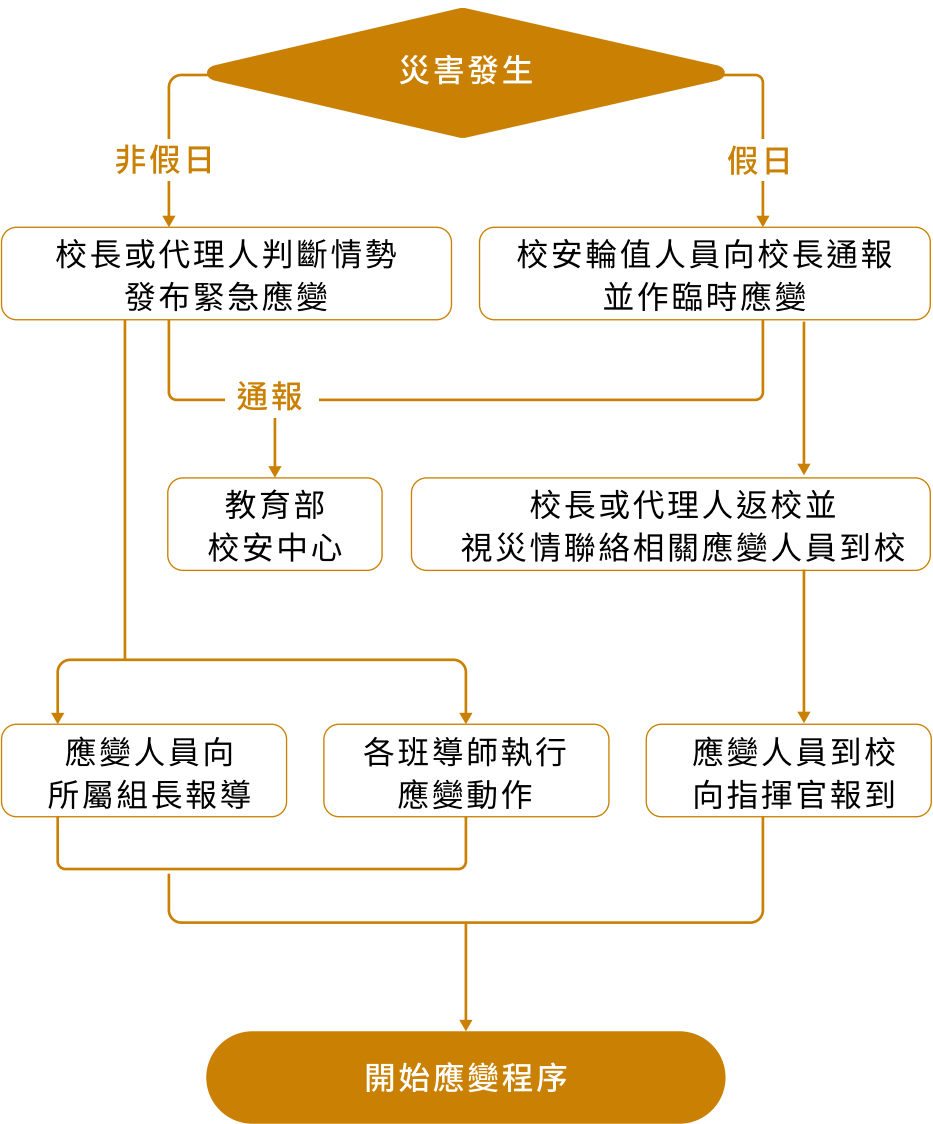 災害發生
非假日
假日
校長或代理人判斷情勢
發布緊急應變
校安輪值人員向校長通報
並作臨時應變
通報
教育部
校安中心
校長或代理人返校並
視災情聯絡相關應變人員到校
應變人員向
所屬組長報導
各班導師執行
應變動作
應變人員到校
向指揮官報到
開始應變程序